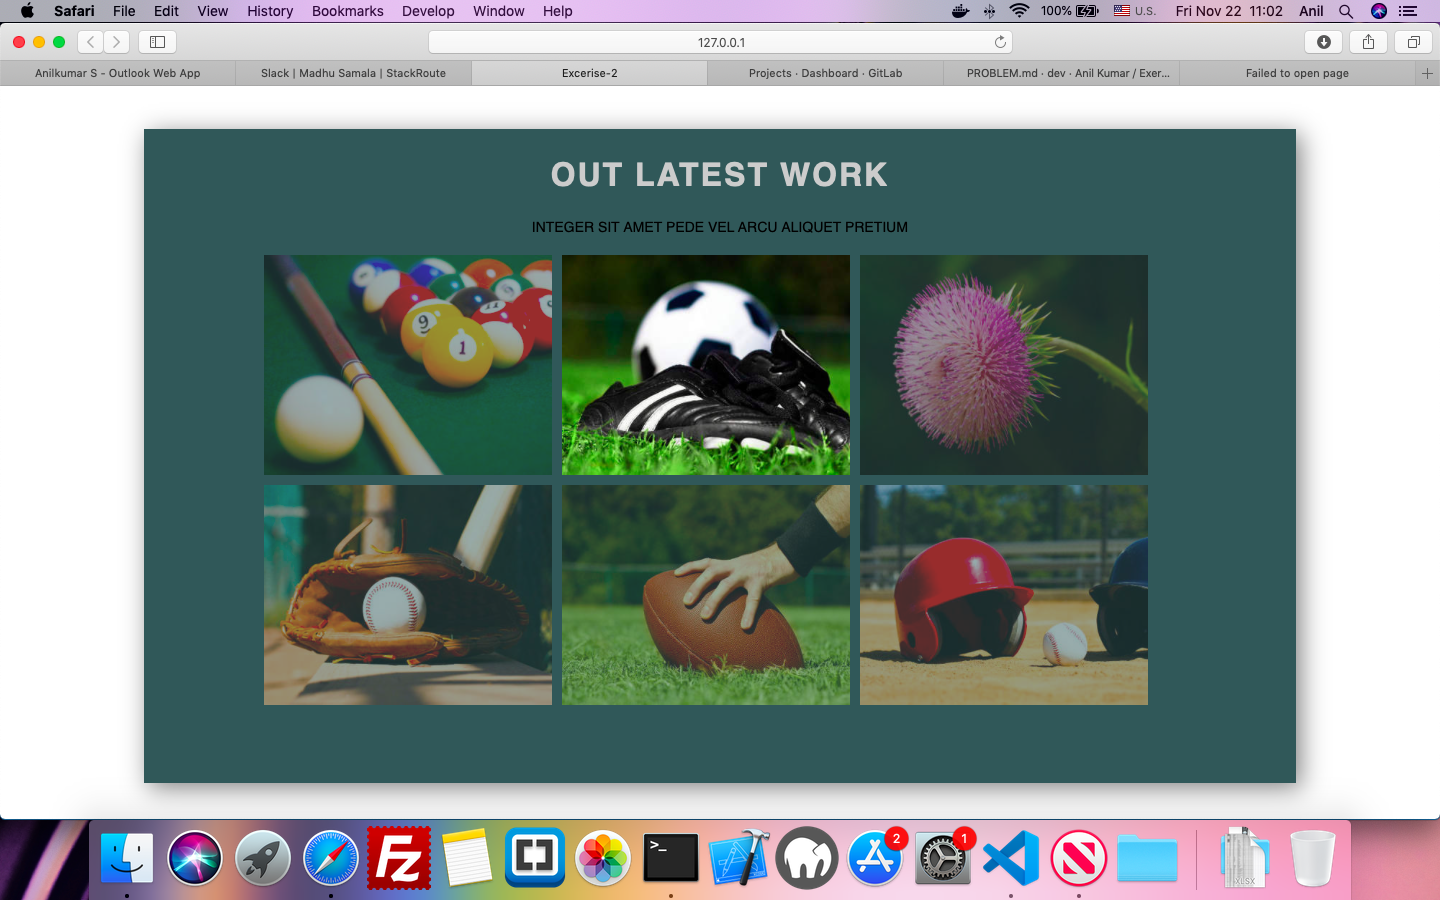 Safari File Edit View History Bookmarks Develop Window Help 100% U.S. Fri Nov 22 11:02 Anil
127.0.0.1
Anilkumar S - Outlook Web App Slack | Madhu Samala | StackRoute Excerise-2 Projects · Dashboard · GitLab PROBLEM.md · dev · Anil Kumar / Exer... Failed to open page
OUT LATEST WORK
INTEGER SIT AMET PEDE VEL ARCU ALIQUET PRETIUM
9
11
1
Fz
>_
2
1
XLSX